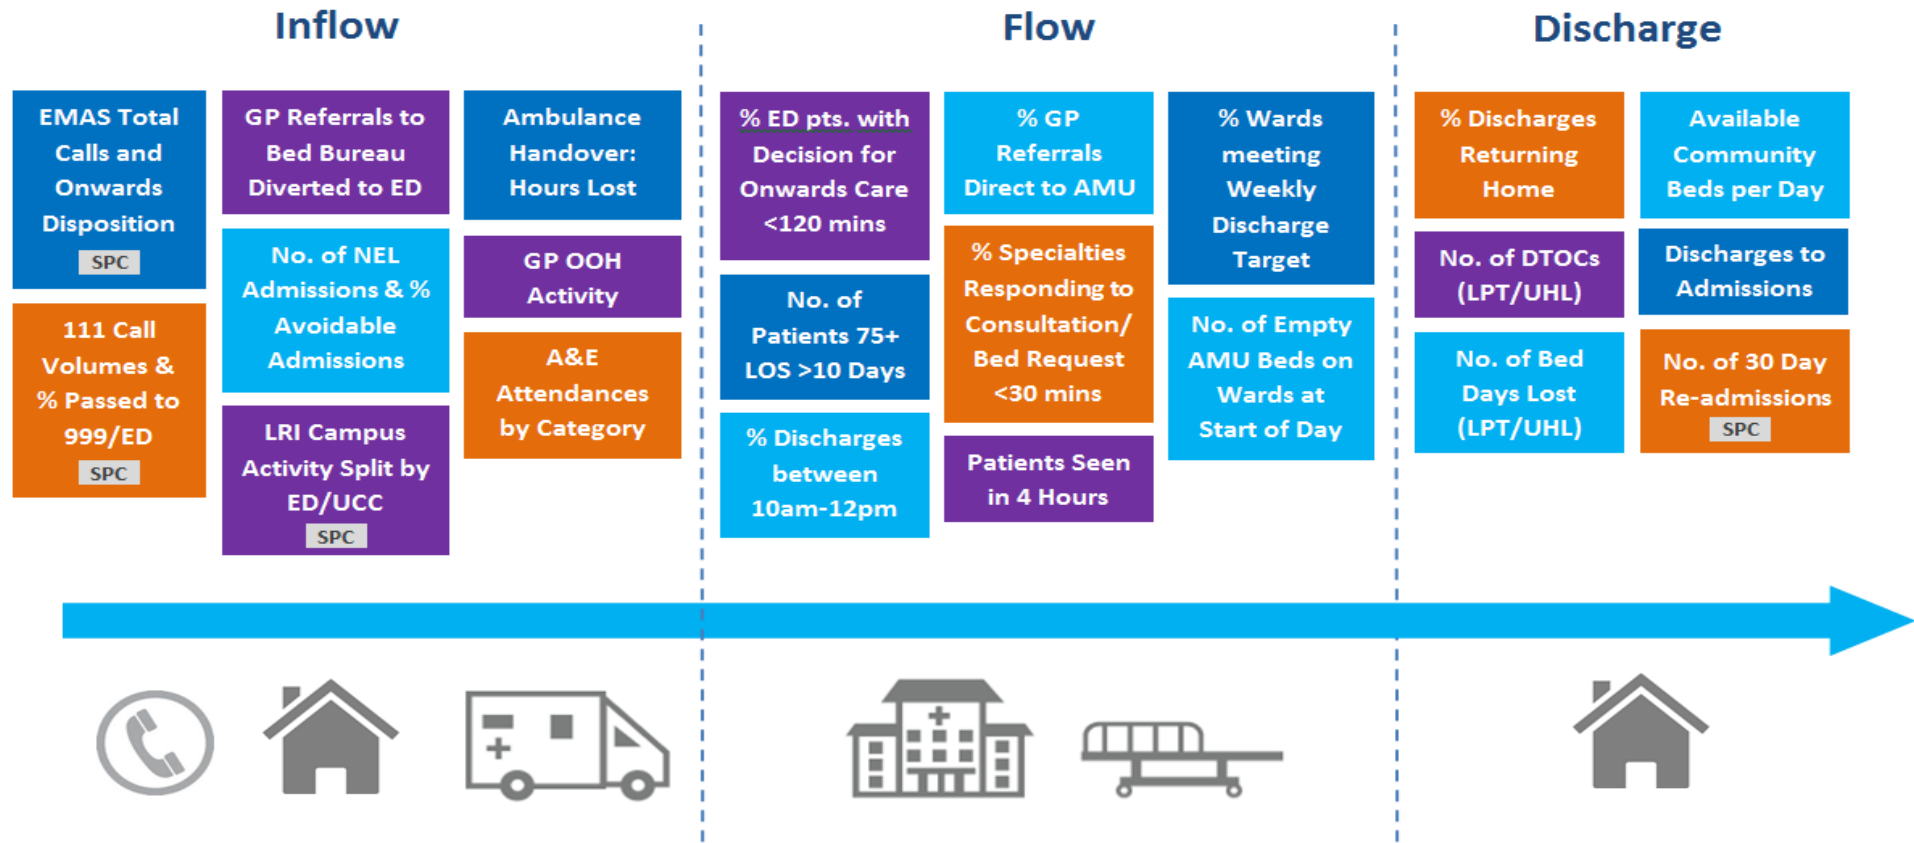 Inflow
Flow
Discharge
EMAS Total
Calls and
Onwards
Disposition
SPC
111 Call
Volumes &
% Passed to
999/ED
SPC
GP Referrals to
Bed Bureau
Diverted to ED
No. of NEL
Admissions & %
Avoidable
Admissions
LRI Campus
Activity Split by
ED/UCC
SPC
Ambulance
Handover:
Hours Lost
GP OOH
Activity
A&E
Attendances
by Category
% ED pts. with
Decision for
Onwards Care
<120 mins
No. of
Patients 75+
LOS >10 Days
% Discharges
between
10am-12pm
% GP
Referrals
Direct to AMU
% Specialties
Responding to
Consultation/
Bed Request
<30 mins
Patients Seen
in 4 Hours
% Wards
meeting
Weekly
Discharge
Target
No. of Empty
AMU Beds on
Wards at
Start of Day
% Discharges
Returning
Home
No. of DTOCs
(LPT/UHL)
No. of Bed
Days Lost
(LPT/UHL)
Available
Community
Beds per Day
Discharges to
Admissions
No. of 30 Day
Re-admissions
SPC